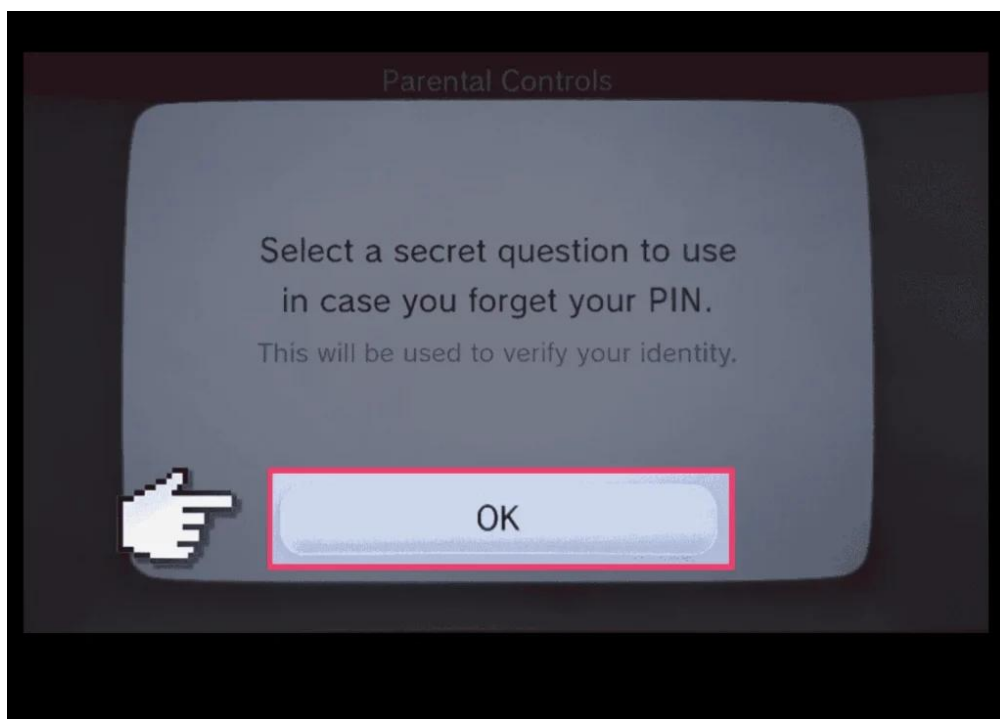 Parental Controls
Select a secret question to use
in case you forget your PIN.
This will be used to verify your identity.
OK